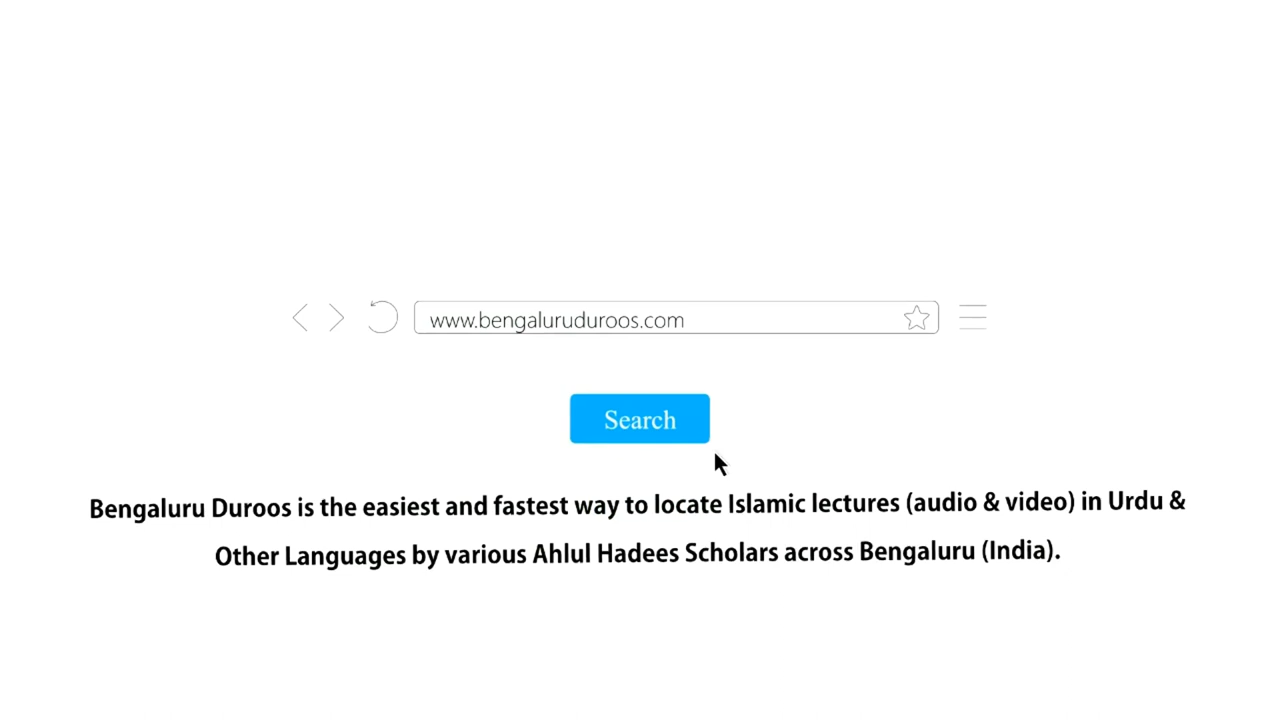 www.bengaluruduroos.com
Search
Bengaluru Duroos is the easiest and fastest way to locate Islamic lectures (audio & video) in Urdu &
Other Languages by various Ahlul Hadees Scholars across Bengaluru (India).